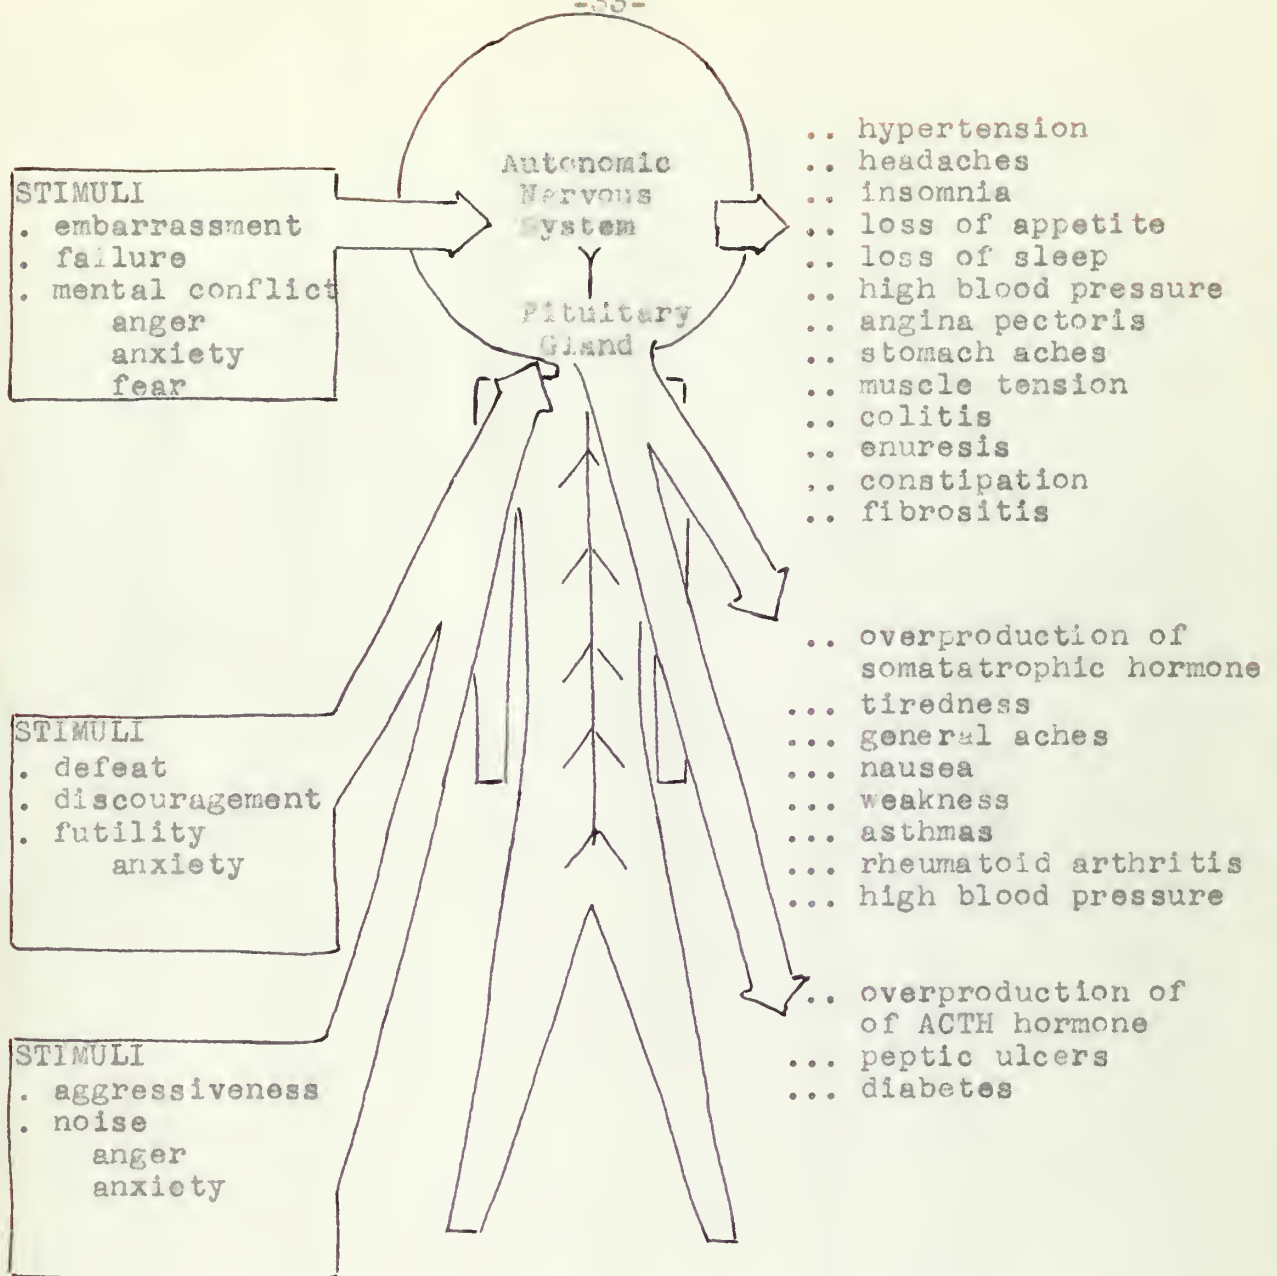 -33-
STIMULI
. embarrassment
. failure
. mental conflict
anger
anxiety
fear
Autonomic
Nervous
System
Pituitary
Gland
.. hypertension
.. headaches
.. insomnia
.. loss of appetite
.. loss of sleep
.. high blood pressure
.. angina pectoris
.. stomach aches
.. muscle tension
.. colitis
.. enuresis
.. constipation
.. fibrositis
STIMULI
. defeat
. discouragement
. futility
anxiety
.. overproduction of
somatatrophic hormone
... tiredness
... general aches
... nausea
... weakness
... asthmas
... rheumatoid arthritis
... high blood pressure
STIMULI
. aggressiveness
. noise
anger
anxiety
.. overproduction of
of ACTH hormone
... peptic ulcers
... diabetes